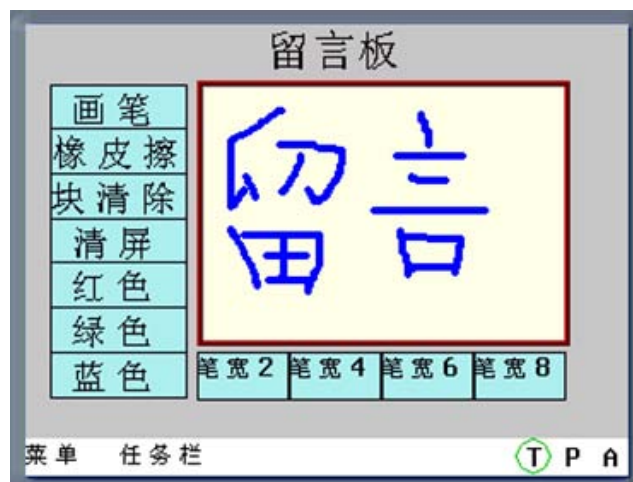 留言板
画笔
橡皮擦
块清除
清屏
红色
绿色
蓝色
留言
笔宽2 笔宽4 笔宽6 笔宽8
菜单 任务栏 T P A